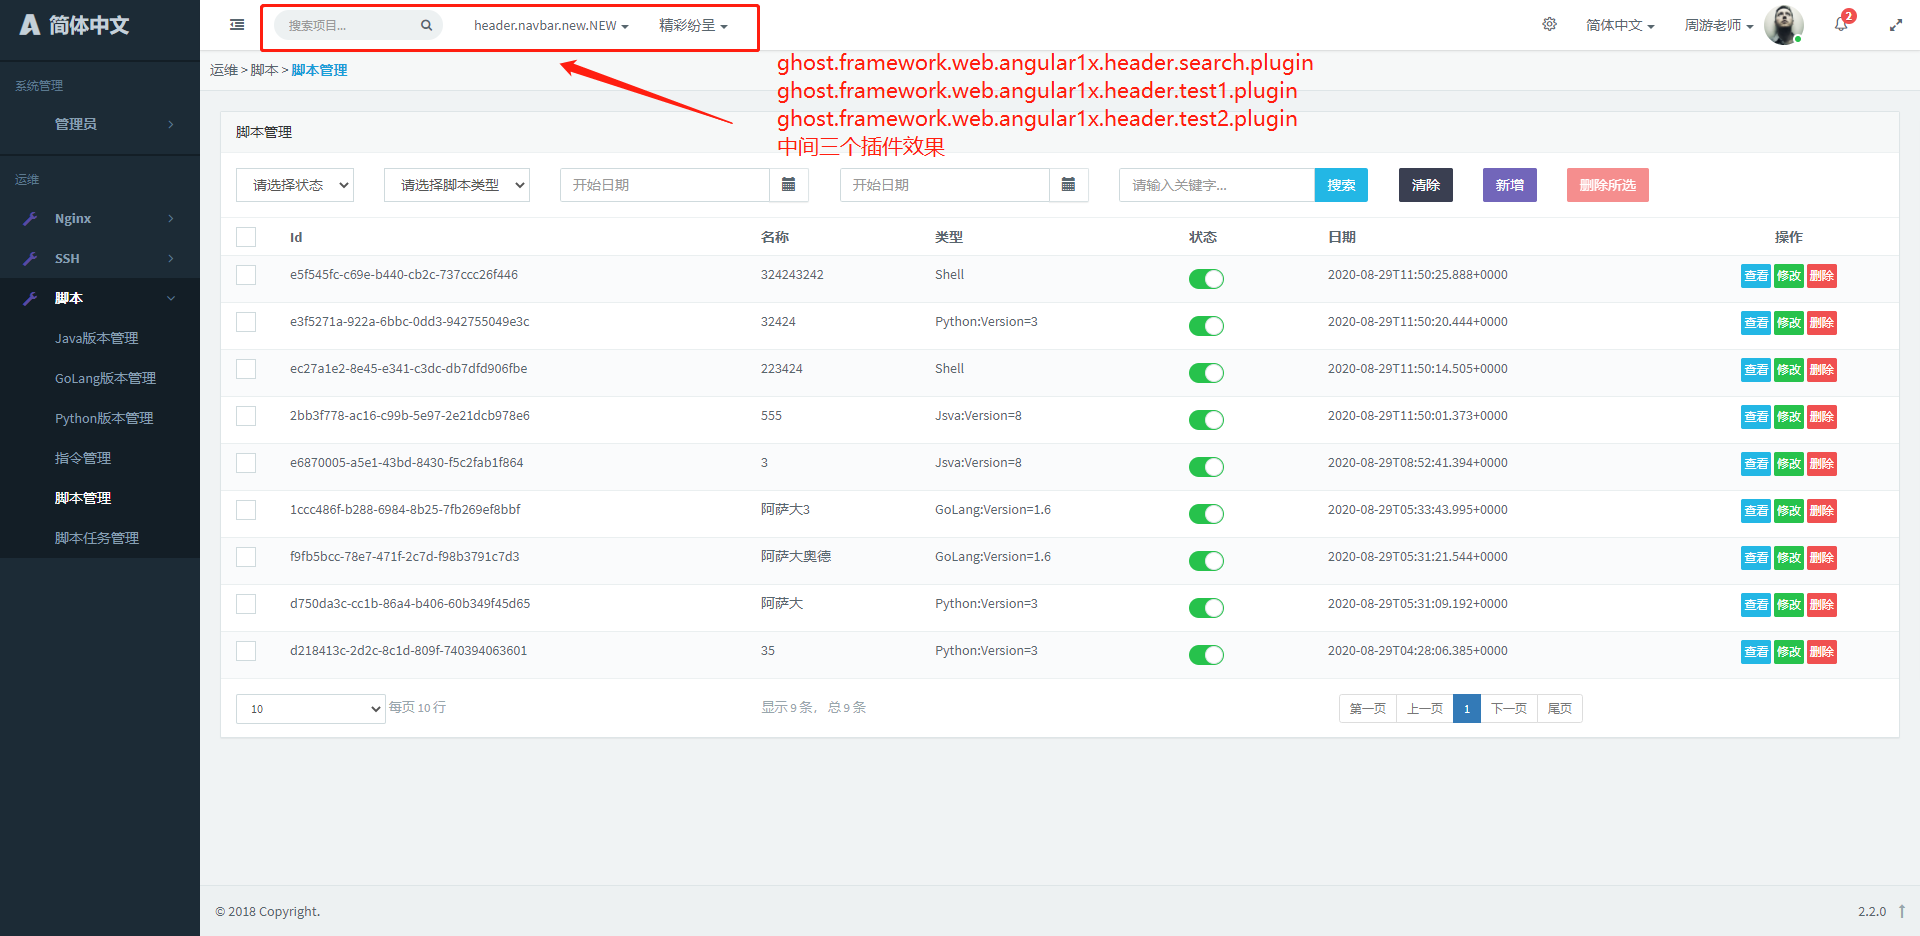 简体中文
搜索项目...
header.navbar.new.NEW
精彩纷呈
简体中文
周游老师
2
运维 > 脚本 > 脚本管理
ghost.framework.web.angular1x.header.search.plugin
ghost.framework.web.angular1x.header.test1.plugin
ghost.framework.web.angular1x.header.test2.plugin
中间三个插件效果
系统管理
管理员
运维
Nginx
SSH
脚本
Java版本管理
GoLang版本管理
Python版本管理
指令管理
脚本管理
脚本任务管理
脚本管理
请选择状态 请选择脚本类型 开始日期 开始日期 请输入关键字... 搜索 清除 新增 删除所选
Id 名称 类型 状态 日期 操作
e5f545fc-c69e-b440-cb2c-737ccc26f446 324243242 Shell 2020-08-29T11:50:25.888+0000 查看 修改 删除
e3f5271a-922a-6bbc-0dd3-942755049e3c 32424 Python:Version=3 2020-08-29T11:50:20.444+0000 查看 修改 删除
ec27a1e2-8e45-e341-c3dc-db7dfd906fbe 223424 Shell 2020-08-29T11:50:14.505+0000 查看 修改 删除
2bb3f778-ac16-c99b-5e97-2e21dcb978e6 555 Jsva:Version=8 2020-08-29T11:50:01.373+0000 查看 修改 删除
e6870005-a5e1-43bd-8430-f5c2fab1f864 3 Jsva:Version=8 2020-08-29T08:52:41.394+0000 查看 修改 删除
1ccc486f-b288-6984-8b25-7fb269ef8bbf 阿萨大3 GoLang:Version=1.6 2020-08-29T05:33:43.995+0000 查看 修改 删除
f9fb5bcc-78e7-471f-2c7d-f98b3791c7d3 阿萨大奥德 GoLang:Version=1.6 2020-08-29T05:31:21.544+0000 查看 修改 删除
d750da3c-cc1b-86a4-b406-60b349f45d65 阿萨大 Python:Version=3 2020-08-29T05:31:09.192+0000 查看 修改 删除
d218413c-2d2c-8c1d-809f-740394063601 35 Python:Version=3 2020-08-29T04:28:06.385+0000 查看 修改 删除
10 每页 10 行 显示 9 条， 总 9 条 第一页 上一页 1 下一页 尾页
© 2018 Copyright. 2.2.0